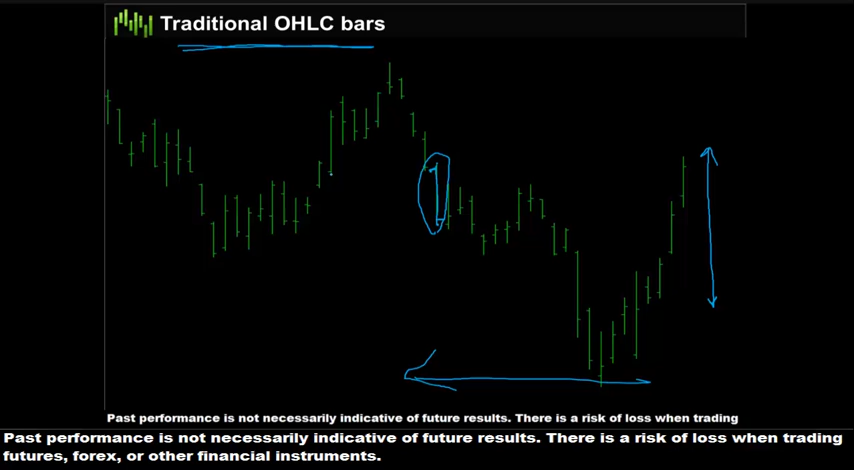 Traditional OHLC bars
Past performance is not necessarily indicative of future results. There is a risk of loss when trading
Past performance is not necessarily indicative of future results. There is a risk of loss when trading
futures, forex, or other financial instruments.